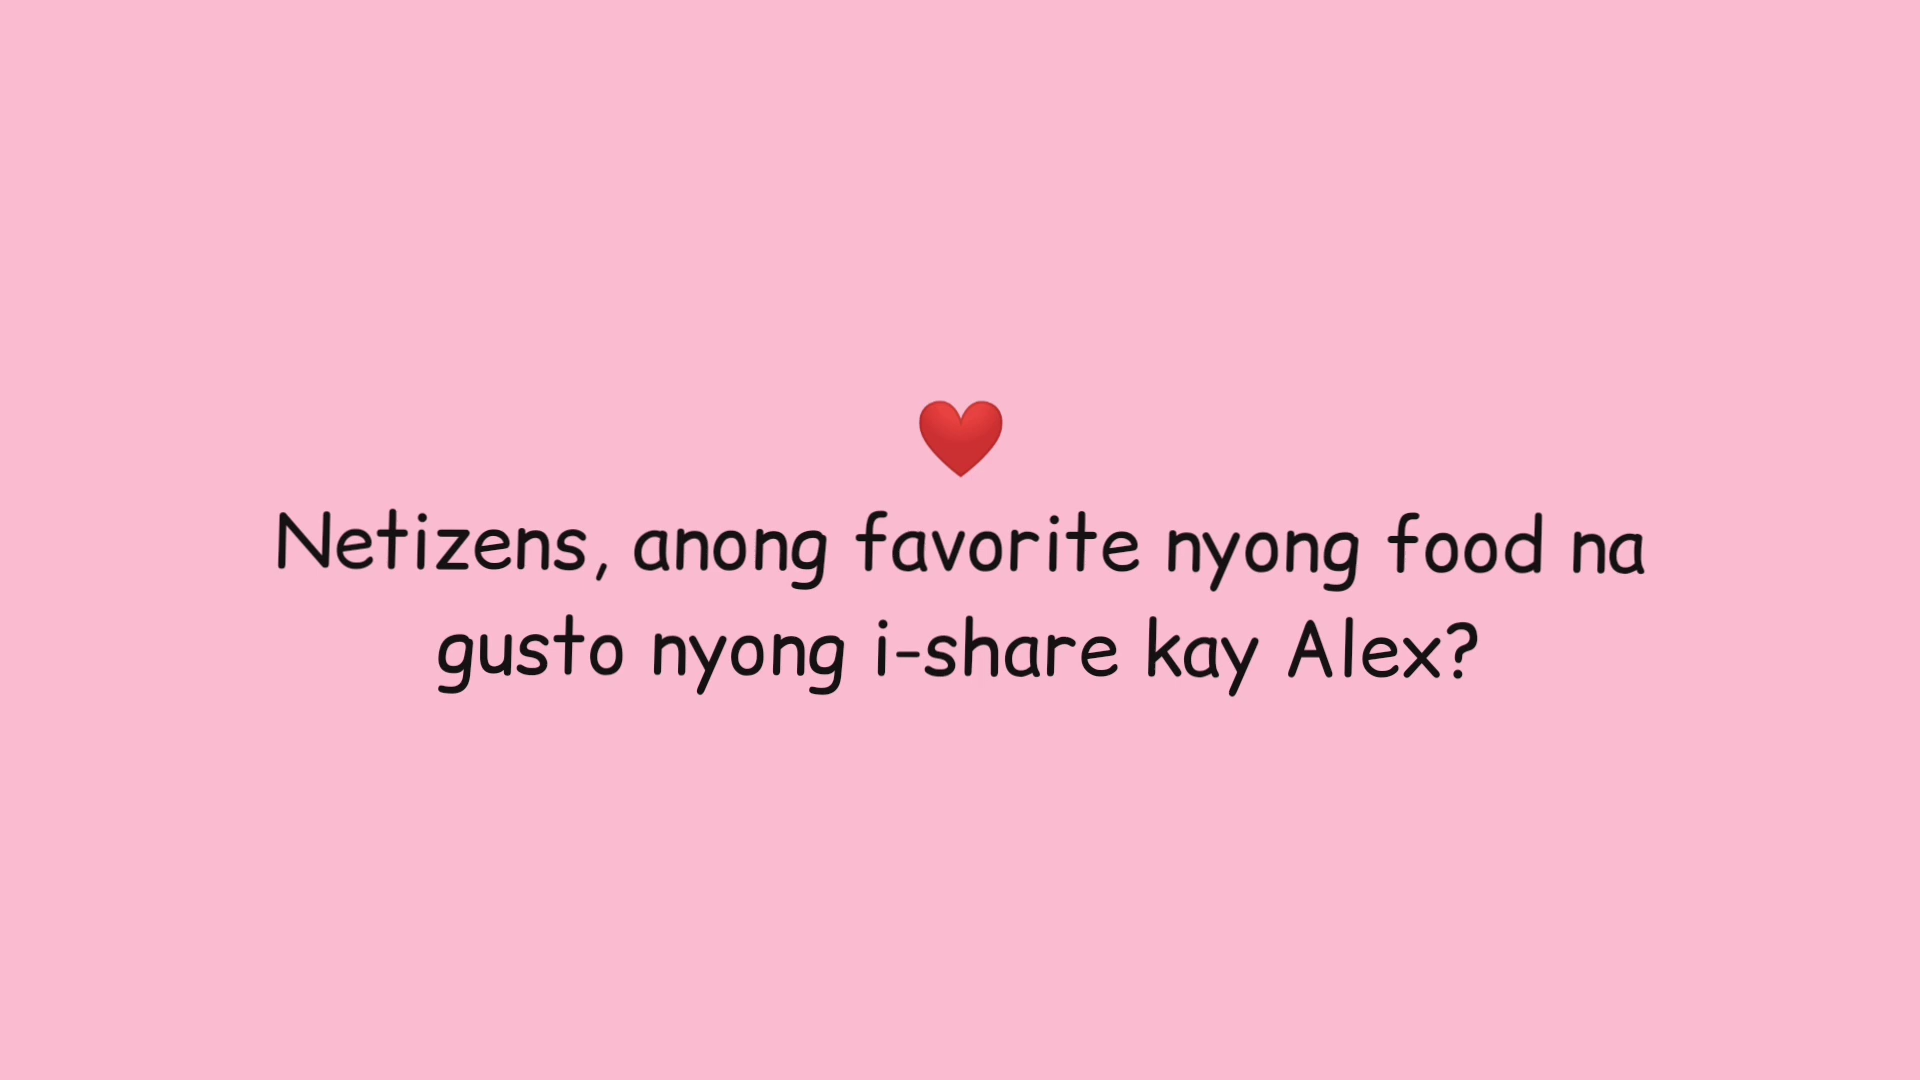 ❤️
Netizens, anong favorite nyong food na
gusto nyong i-share kay Alex?